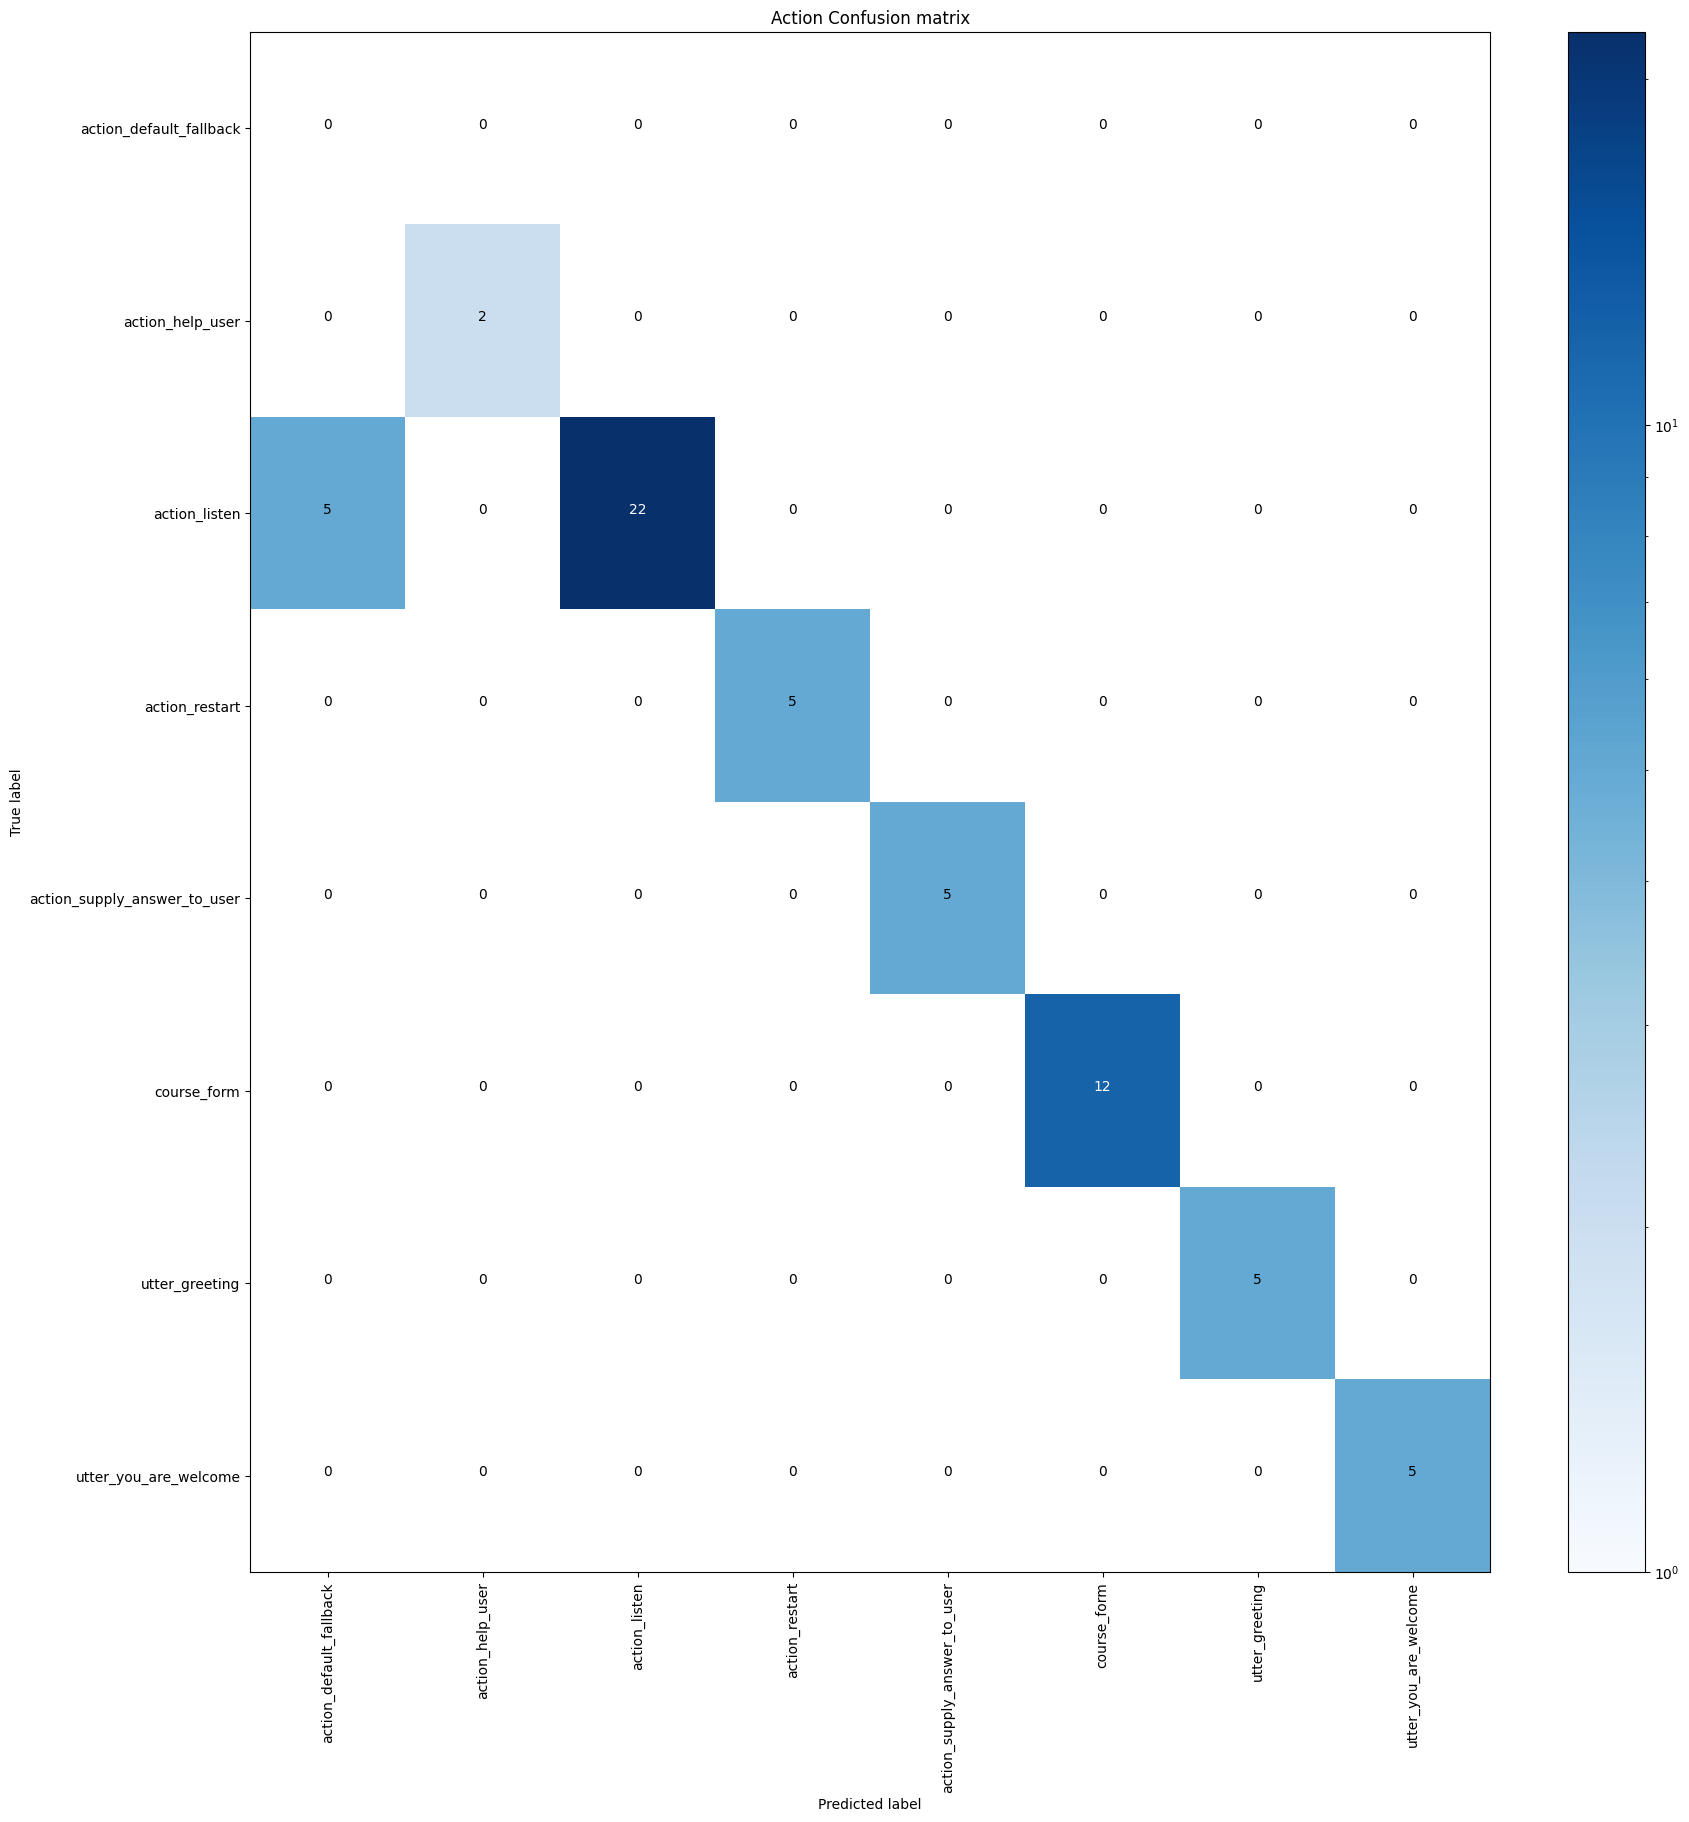 Action Confusion matrix
True label
action_default_fallback 0 0 0 0 0 0 0 0
action_help_user 0 2 0 0 0 0 0 0
action_listen 5 0 22 0 0 0 0 0
action_restart 0 0 0 5 0 0 0 0
action_supply_answer_to_user 0 0 0 0 5 0 0 0
course_form 0 0 0 0 0 12 0 0
utter_greeting 0 0 0 0 0 0 5 0
utter_you_are_welcome 0 0 0 0 0 0 0 5
action_default_fallback
action_help_user
action_listen
action_restart
action_supply_answer_to_user
course_form
utter_greeting
utter_you_are_welcome
Predicted label
10¹
10⁰